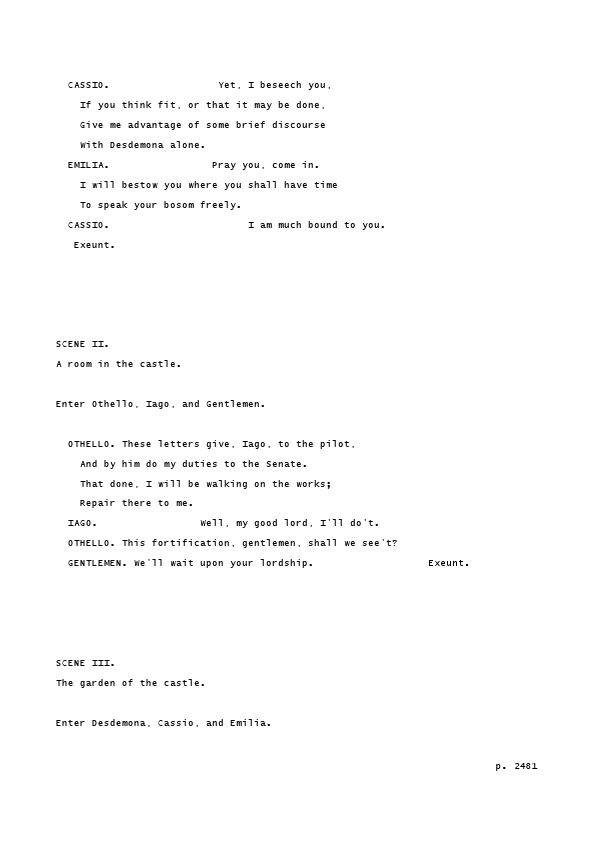 CASSIO.                  Yet, I beseech you,
If you think fit, or that it may be done,
Give me advantage of some brief discourse
With Desdemona alone.
EMILIA.                 Pray you, come in.
I will bestow you where you shall have time
To speak your bosom freely.
CASSIO.                       I am much bound to you.
Exeunt.
SCENE II.
A room in the castle.
Enter Othello, Iago, and Gentlemen.
OTHELLO. These letters give, Iago, to the pilot,
And by him do my duties to the Senate.
That done, I will be walking on the works;
Repair there to me.
IAGO.                 Well, my good lord, I'll do't.
OTHELLO. This fortification, gentlemen, shall we see't?
GENTLEMEN. We'll wait upon your lordship.                   Exeunt.
SCENE III.
The garden of the castle.
Enter Desdemona, Cassio, and Emilia.
p. 2481